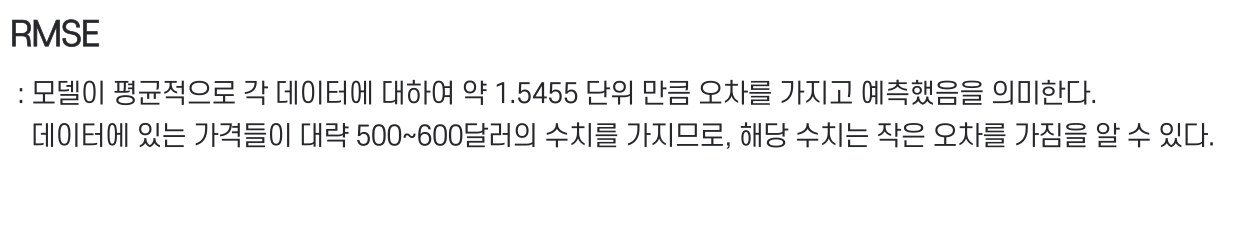 RMSE
: 모델이 평균적으로 각 데이터에 대하여 약 1.5455 단위 만큼 오차를 가지고 예측했음을 의미한다.
데이터에 있는 가격들이 대략 500~600달러의 수치를 가지므로, 해당 수치는 작은 오차를 가짐을 알 수 있다.